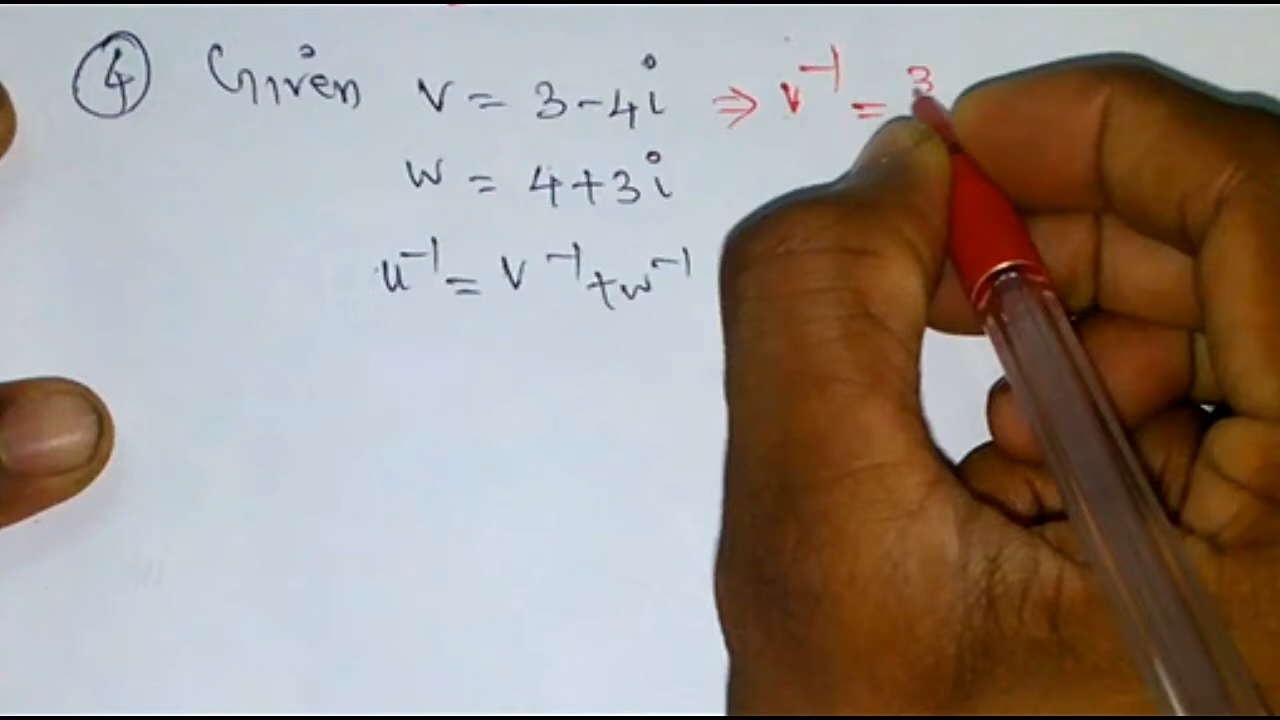 ④ Given v = 3-4i ⇒ v⁻¹ = 3
w = 4+3i
u⁻¹ = v⁻¹ + w⁻¹